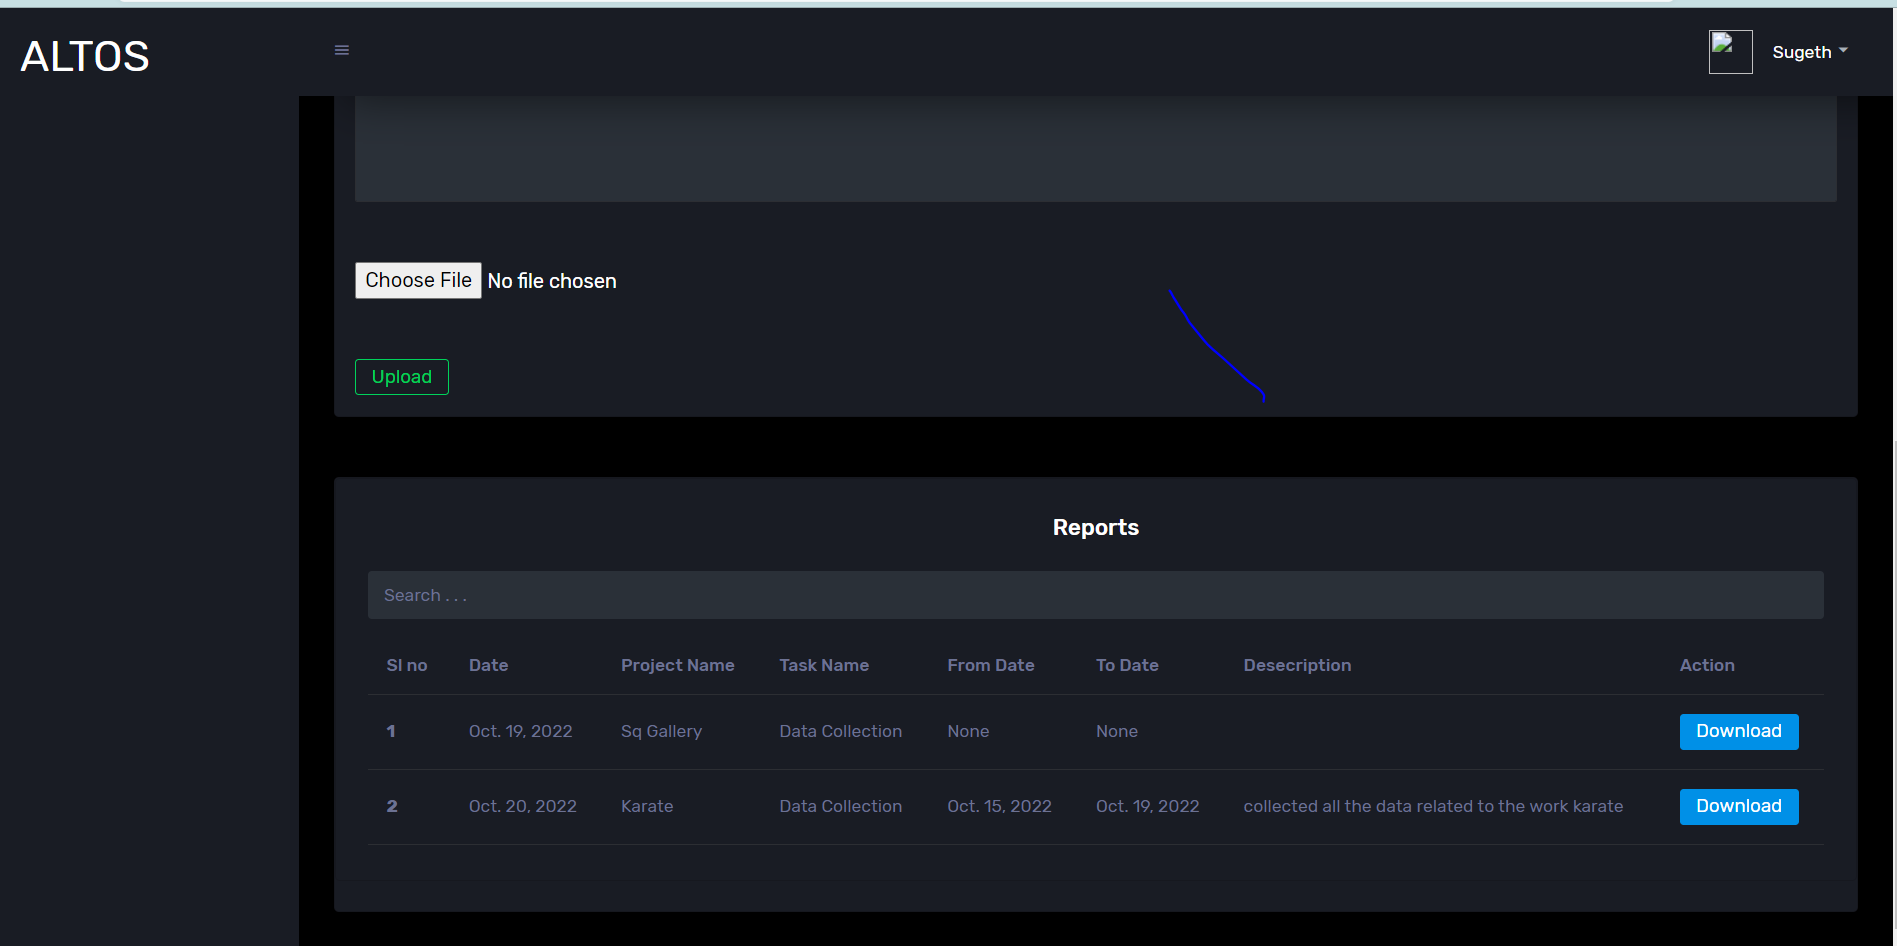 ALTOS
Sugeth
Choose File No file chosen
Upload
Reports
Search . . .
Sl no Date Project Name Task Name From Date To Date Desecription Action
1 Oct. 19, 2022 Sq Gallery Data Collection None None Download
2 Oct. 20, 2022 Karate Data Collection Oct. 15, 2022 Oct. 19, 2022 collected all the data related to the work karate Download